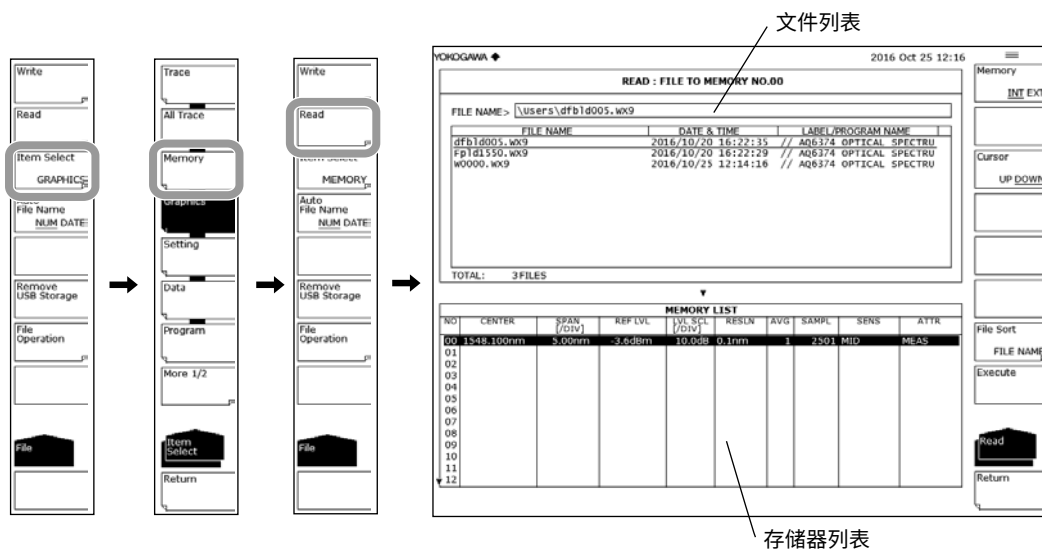 文件列表
Write
Read
Item Select
GRAPHICS
Auto
File Name
NUM DATE
Remove
USB Storage
File
Operation
File
Trace
All Trace
Memory
Graphics
Setting
Data
Program
More 1/2
Item
Select
Return
Write
Read
Item Select
MEMORY
Auto
File Name
NUM DATE
Remove
USB Storage
File
Operation
File
YOKOGAWA 2016 Oct 25 12:16
READ : FILE TO MEMORY NO.00
FILE NAME> \Users\dfbld005.WX9
FILE NAME DATE & TIME LABEL/PROGRAM NAME
dfbld005.WX9 2016/10/20 16:22:35 // AQ6374 OPTICAL SPECTRU
Fpld1550.WX9 2016/10/20 16:22:29 // AQ6374 OPTICAL SPECTRU
W0000.WX9 2016/10/25 12:14:16 // AQ6374 OPTICAL SPECTRU
TOTAL: 3FILES
MEMORY LIST
NO CENTER SPAN [/DIV] REF LVL LVL SCL [/DIV] RESLN AVG SAMPL SENS ATTR
00 1548.100nm 5.00nm -3.6dBm 10.0dB 0.1nm 1 2501 MID MEAS
01
02
03
04
05
06
07
08
09
10
11
12
Memory
INT EXT
Cursor
UP DOWN
File Sort
FILE NAME
Execute
Read
Return
存储器列表